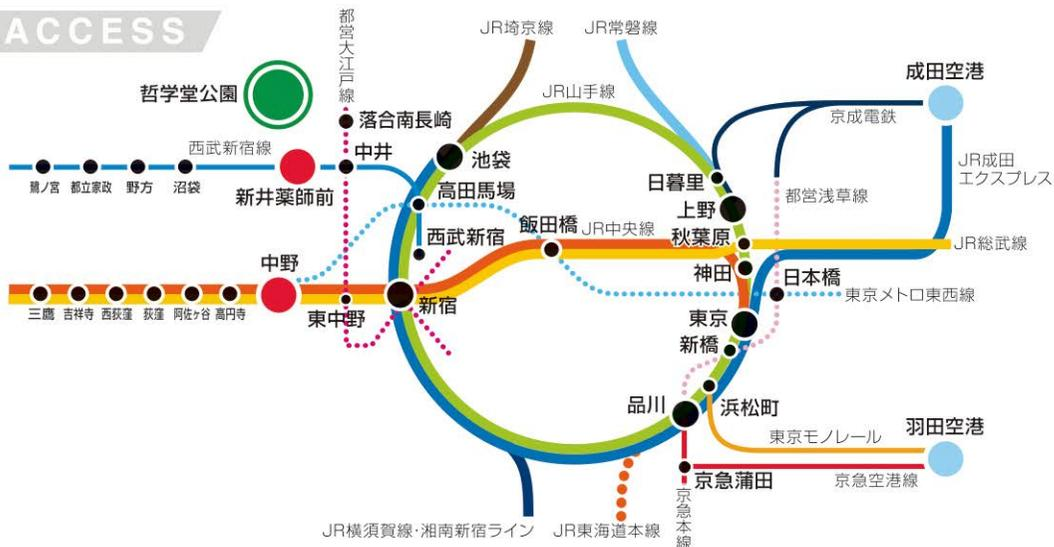 ACCESS
都営大江戸線
JR埼京線
JR常磐線
成田空港
哲学堂公園
JR山手線
京成電鉄
落合南長崎
西武新宿線
中井
池袋
JR成田
エクスプレス
鷺ノ宮
都立家政
野方
沼袋
新井薬師前
高田馬場
日暮里
都営浅草線
上野
飯田橋
西武新宿
JR中央線
秋葉原
JR総武線
中野
神田
日本橋
三鷹
吉祥寺
西荻窪
荻窪
阿佐ヶ谷
高円寺
東中野
新宿
東京メトロ東西線
東京
新橋
品川
浜松町
羽田空港
東京モノレール
京急蒲田
京急空港線
京急本線
JR横須賀線・湘南新宿ライン
JR東海道本線